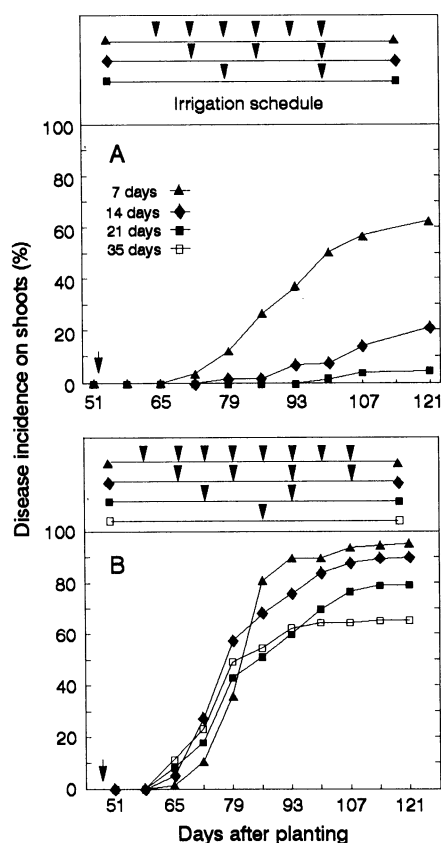 Irrigation schedule
100
A
80
7 days
14 days
21 days
35 days
60
40
20
0
51 65 79 93 107 121
Disease incidence on shoots (%)
100
B
80
60
40
20
0
51 65 79 93 107 121
Days after planting